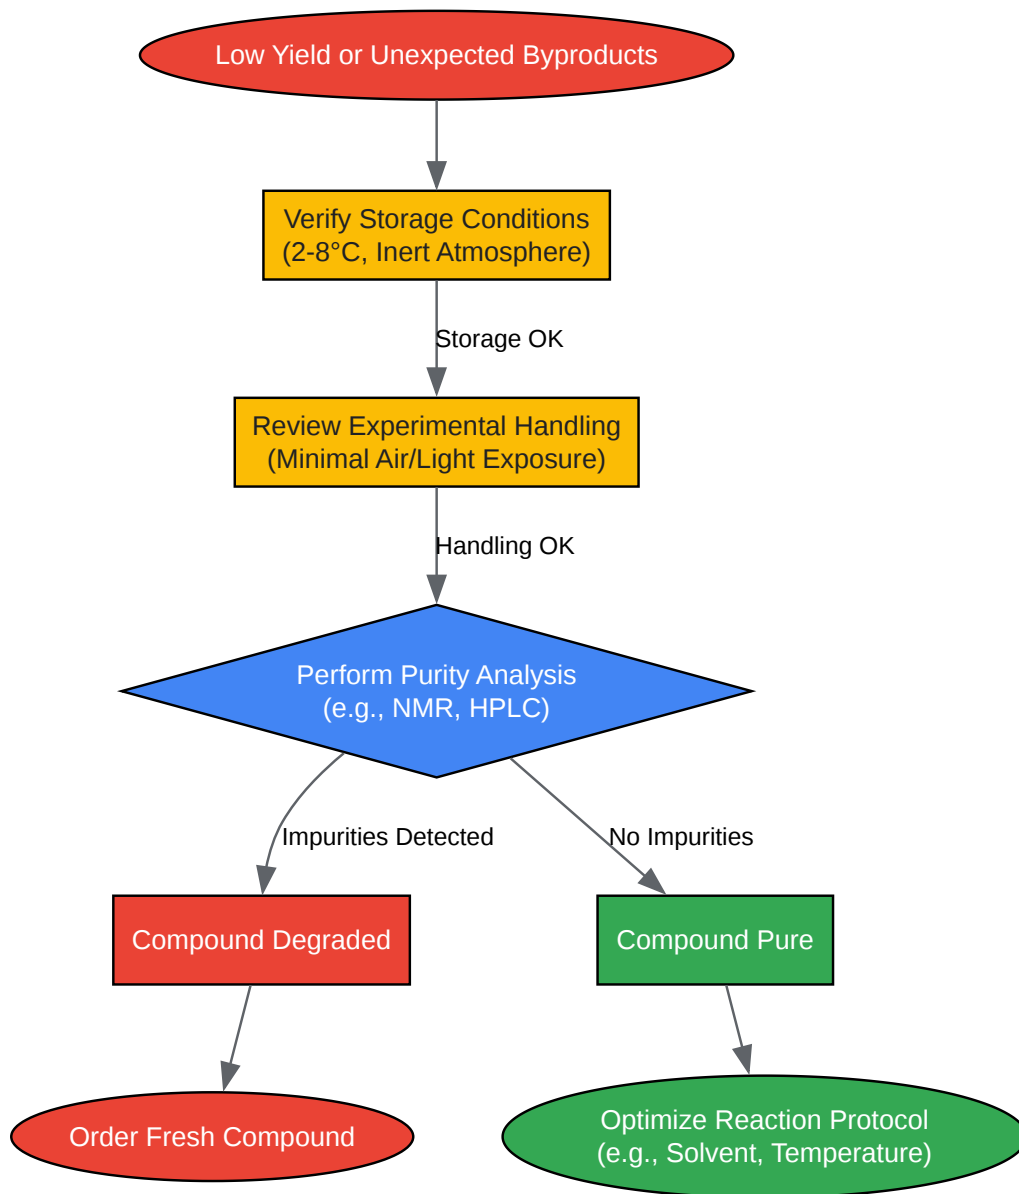 Low Yield or Unexpected Byproducts
Verify Storage Conditions
(2-8°C, Inert Atmosphere)
Storage OK
Review Experimental Handling
(Minimal Air/Light Exposure)
Handling OK
Perform Purity Analysis
(e.g., NMR, HPLC)
Impurities Detected
No Impurities
Compound Degraded
Compound Pure
Order Fresh Compound
Optimize Reaction Protocol
(e.g., Solvent, Temperature)